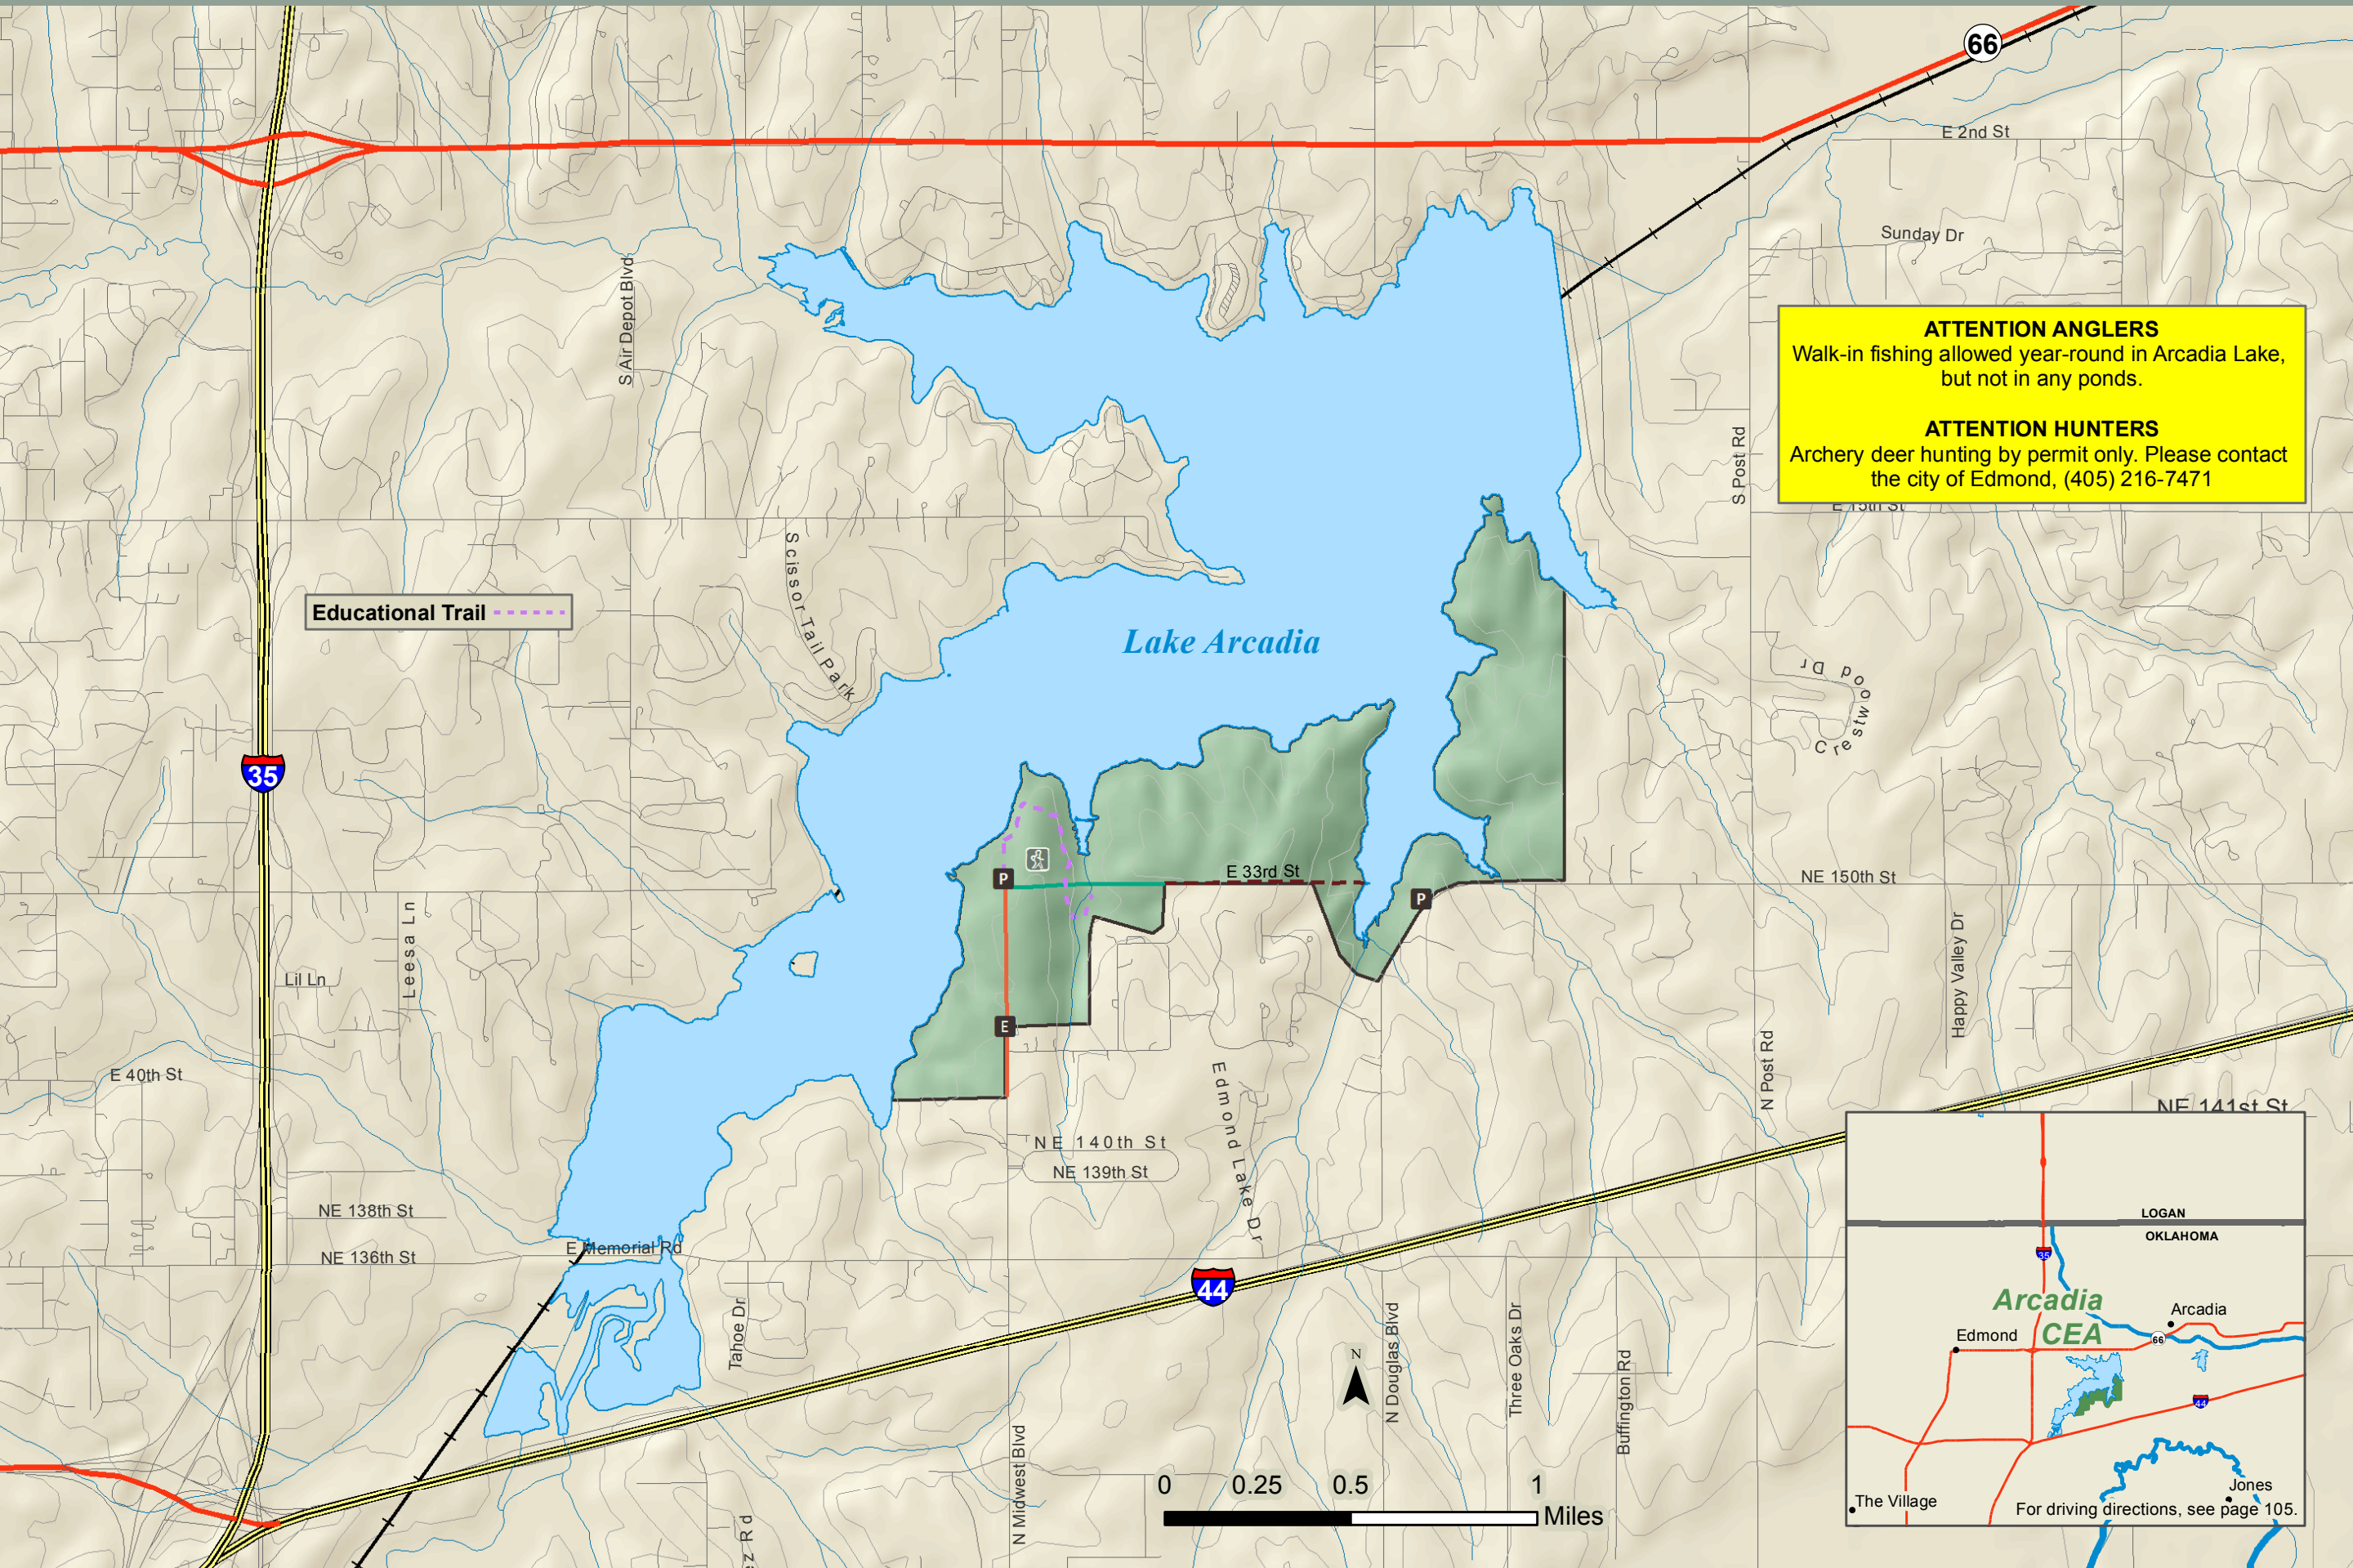 66
E 2nd St
Sunday Dr
S Air Depot Blvd
ATTENTION ANGLERS
Walk-in fishing allowed year-round in Arcadia Lake,
but not in any ponds.
ATTENTION HUNTERS
Archery deer hunting by permit only. Please contact
the city of Edmond, (405) 216-7471
S Post Rd
E 15th St
Scissor Tail Park
Educational Trail
Lake Arcadia
Crestwood Dr
35
P
E 33rd St
P
NE 150th St
Leesa Ln
Lil Ln
Happy Valley Dr
E
E 40th St
N Post Rd
Edmond Lake Dr
NE 141st St
NE 140th St
NE 139th St
NE 138th St
E Memorial Rd
NE 136th St
44
Tahoe Dr
N
N Douglas Blvd
Three Oaks Dr
Buffington Rd
N Midwest Blvd
z Rd
0 0.25 0.5 1
Miles
LOGAN
OKLAHOMA
35
Arcadia
CEA
Arcadia
Edmond
66
44
Jones
The Village
For driving directions, see page 105.